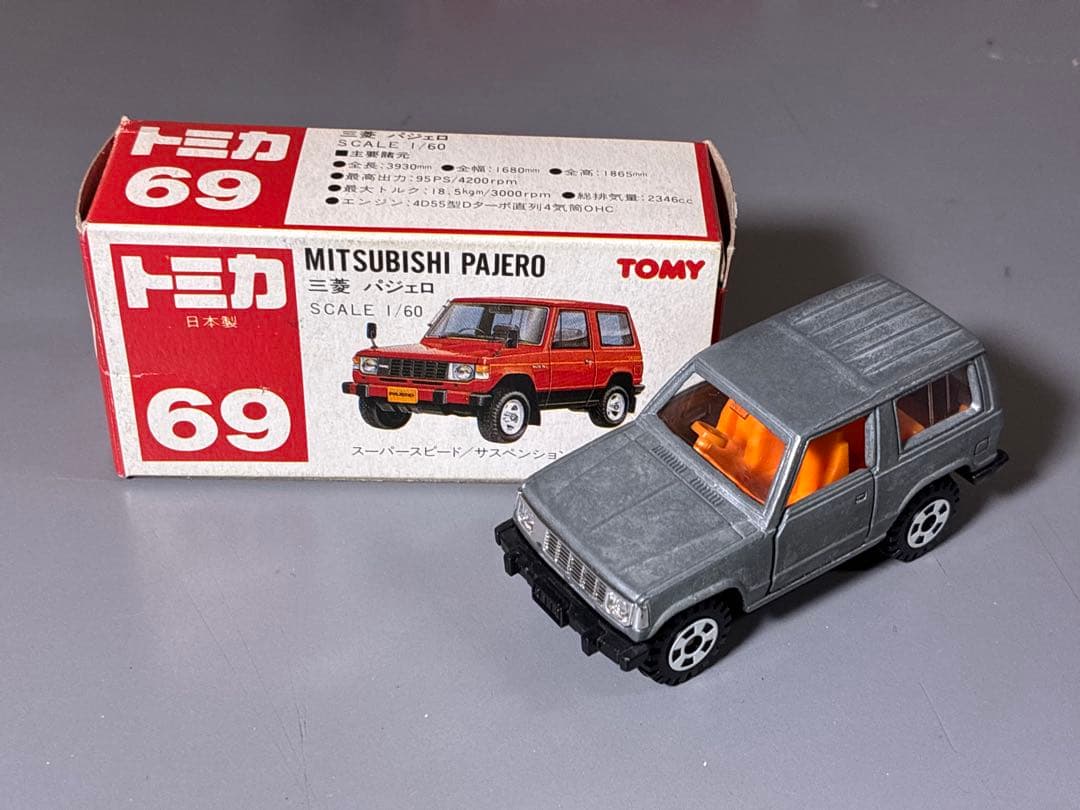 トミカ
69
三菱 パジェロ
SCALE 1/60
■主要諸元
●全長:3930mm ●全幅:1680mm ●全高:1865mm
●最高出力:95PS/4200rpm
●最大トルク:18.5kgm/3000rpm ●総排気量:2346cc
●エンジン:4D55型Dターボ直列4気筒OHC
トミカ
日本製
69
MITSUBISHI PAJERO
三菱 パジェロ
SCALE 1/60
TOMY
PAJERO
スーパースピード/サスペンション